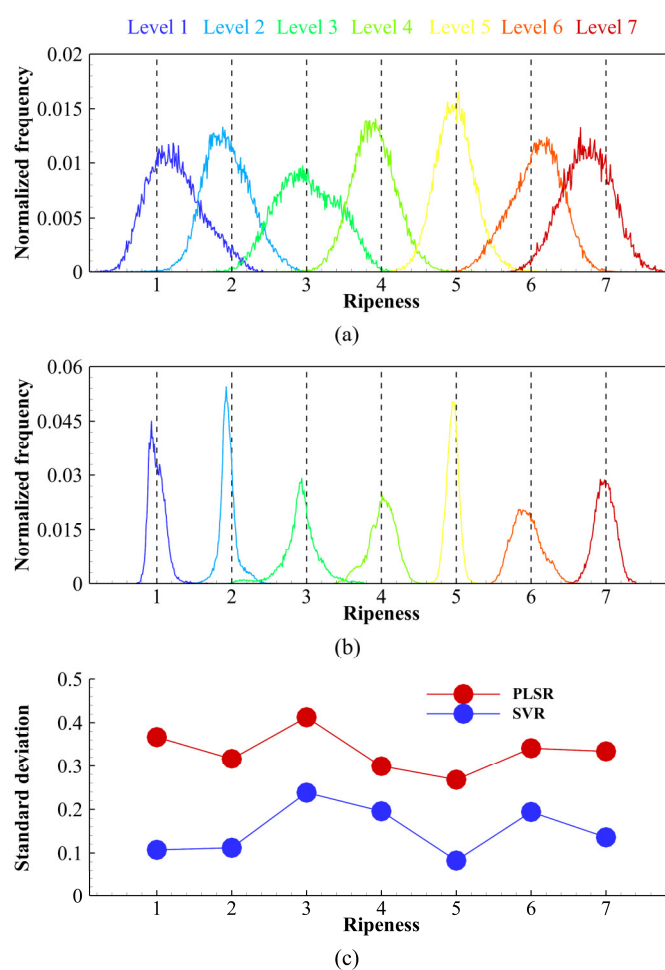 Level 1 Level 2 Level 3 Level 4 Level 5 Level 6 Level 7
Normalized frequency
0.02
0.015
0.01
0.005
0
1 2 3 4 5 6 7
Ripeness
(a)
Normalized frequency
0.06
0.045
0.03
0.015
0
1 2 3 4 5 6 7
Ripeness
(b)
Standard deviation
0.5
0.4
0.3
0.2
0.1
0
PLSR
SVR
1 2 3 4 5 6 7
Ripeness
(c)